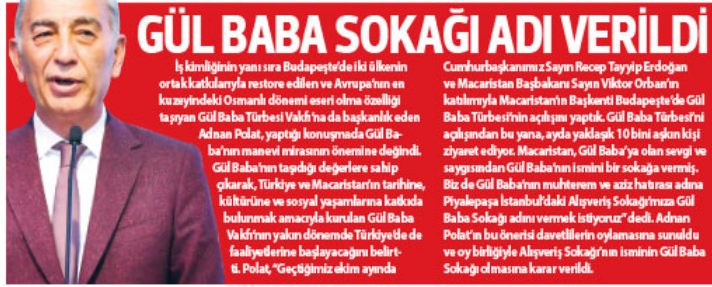 GÜL BABA SOKAĞI ADI VERİLDİ
İş kimliğinin yanı sıra Budapeşte'de iki ülkenin
ortak katkılarıyla restore edilen ve Avrupa'nın en
kuzeyindeki Osmanlı dönemi eseri olma özelliği
taşıyan Gül Baba Türbesi Vakfı'na da başkanlık eden
Adnan Polat, yaptığı konuşmada Gül Ba-
ba'nın manevi mirasının önemine değindi.
Gül Baba'nın taşıdığı değerlere sahip
çıkarak, Türkiye ve Macaristan'ın tarihine,
kültürüne ve sosyal yaşamlarına katkıda
bulunmak amacıyla kurulan Gül Baba
Vakfı'nın yakın dönemde Türkiye'de de
faaliyetlerine başlayacağını belirt-
ti. Polat, "Geçtiğimiz ekim ayında
Cumhurbaşkanımız Sayın Recep Tayyip Erdoğan
ve Macaristan Başbakanı Sayın Viktor Orban'ın
katılımıyla Macaristan'ın Başkenti Budapeşte'de Gül
Baba Türbesi'nin açılışını yaptık. Gül Baba Türbesi'ni
açılışından bu yana, ayda yaklaşık 10 bini aşkın kişi
ziyaret ediyor. Macaristan, Gül Baba'ya olan sevgi ve
saygısından Gül Baba'nın ismini bir sokağa vermiş.
Biz de Gül Baba'nın muhterem ve aziz hatırası adına
Piyalepaşa İstanbul'daki Alışveriş Sokağı'mıza Gül
Baba Sokağı adını vermek istiyoruz" dedi. Adnan
Polat'ın bu önerisi davetlilerin oylamasına sunuldu
ve oy birliğiyle Alışveriş Sokağı'nın isminin Gül Baba
Sokağı olmasına karar verildi.